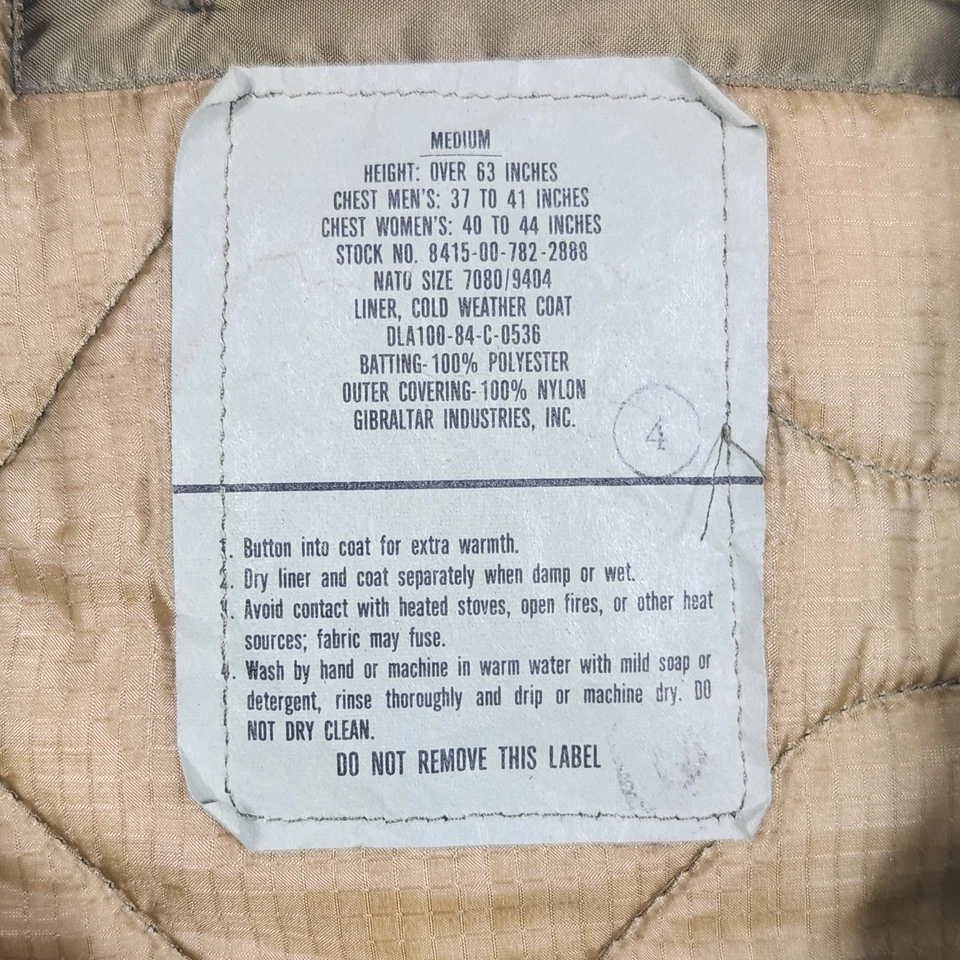 MEDIUM
HEIGHT: OVER 63 INCHES
CHEST MEN'S: 37 TO 41 INCHES
CHEST WOMEN'S: 40 TO 44 INCHES
STOCK NO. 8415-00-782-2888
NATO SIZE 7080/9404
LINER, COLD WEATHER COAT
DLA100-84-C-0536
BATTING-100% POLYESTER
OUTER COVERING-100% NYLON
GIBRALTAR INDUSTRIES, INC.
4
1. Button into coat for extra warmth.
2. Dry liner and coat separately when damp or wet.
3. Avoid contact with heated stoves, open fires, or other heat
sources; fabric may fuse.
4. Wash by hand or machine in warm water with mild soap or
detergent, rinse thoroughly and drip or machine dry. DO
NOT DRY CLEAN.
DO NOT REMOVE THIS LABEL